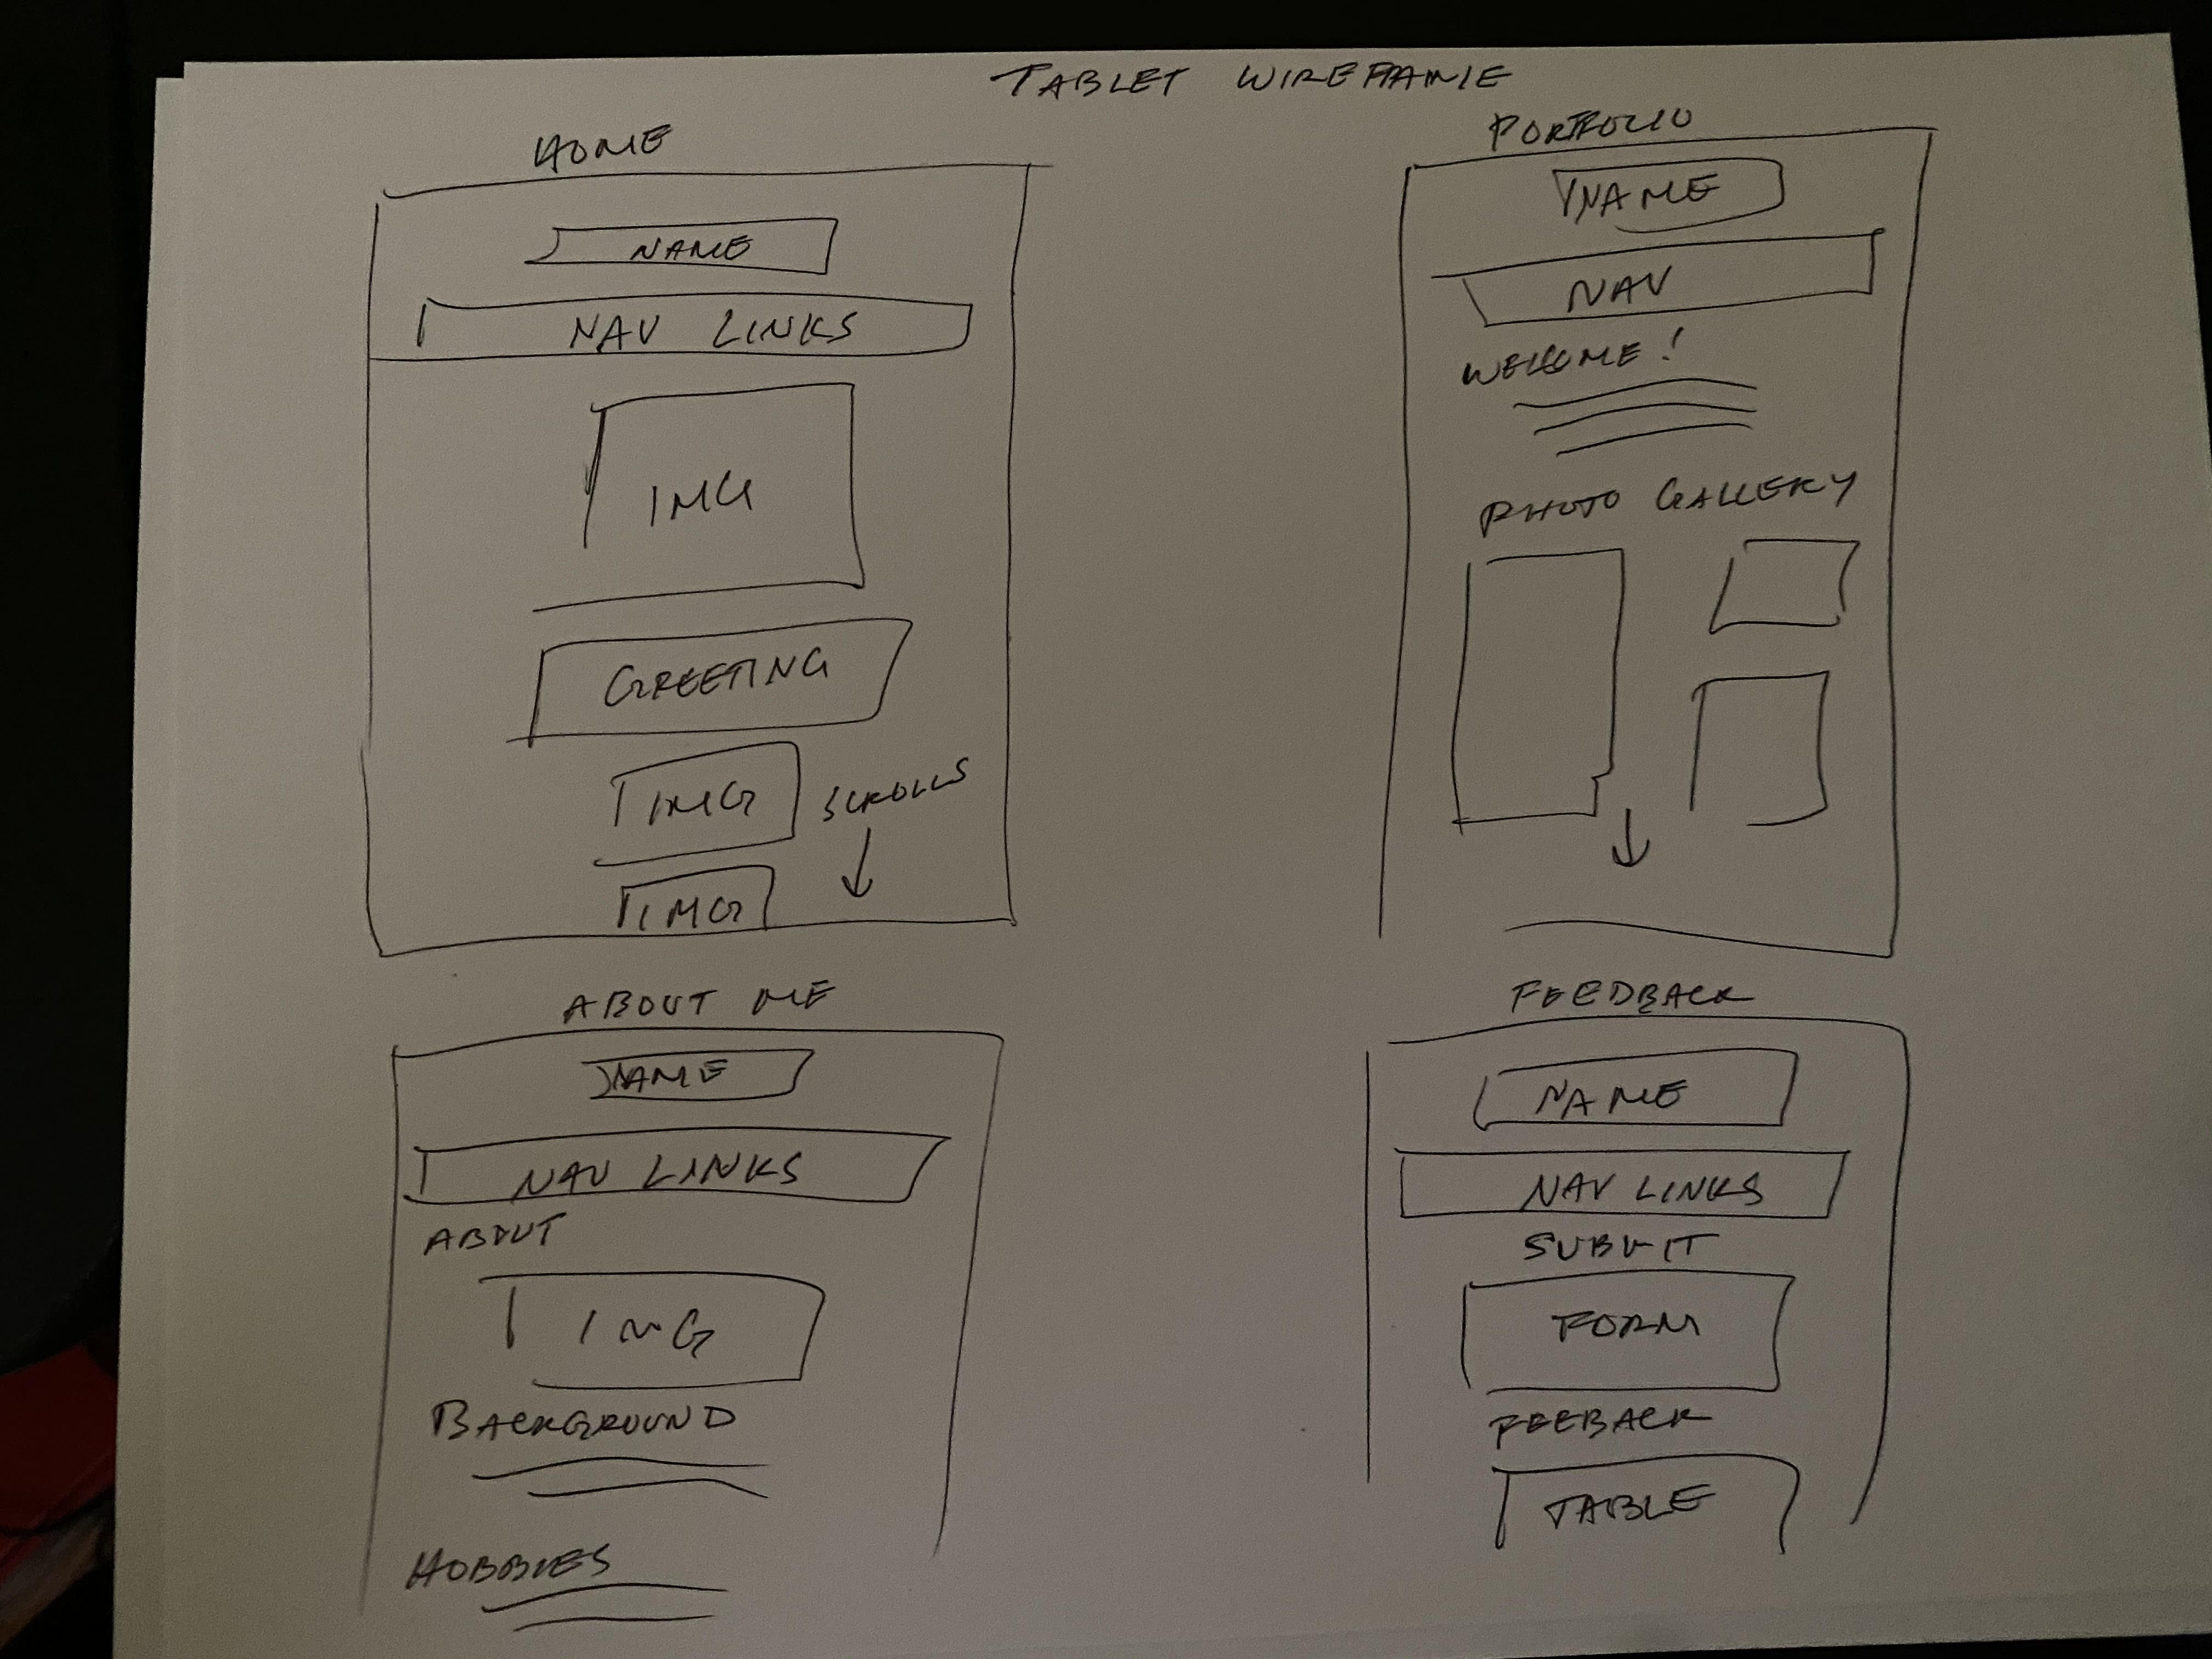 TABLET WIREFRAME
HOME
NAME
NAV LINKS
IMG
GREETING
IMG
SCROLLS
IMG
PORTFOLIO
NAME
NAV
WELCOME!
PHOTO GALLERY
ABOUT ME
NAME
NAV LINKS
ABOUT
IMG
BACKGROUND
HOBBIES
FEEDBACK
NAME
NAV LINKS
SUBMIT
FORM
FEEBACK
TABLE